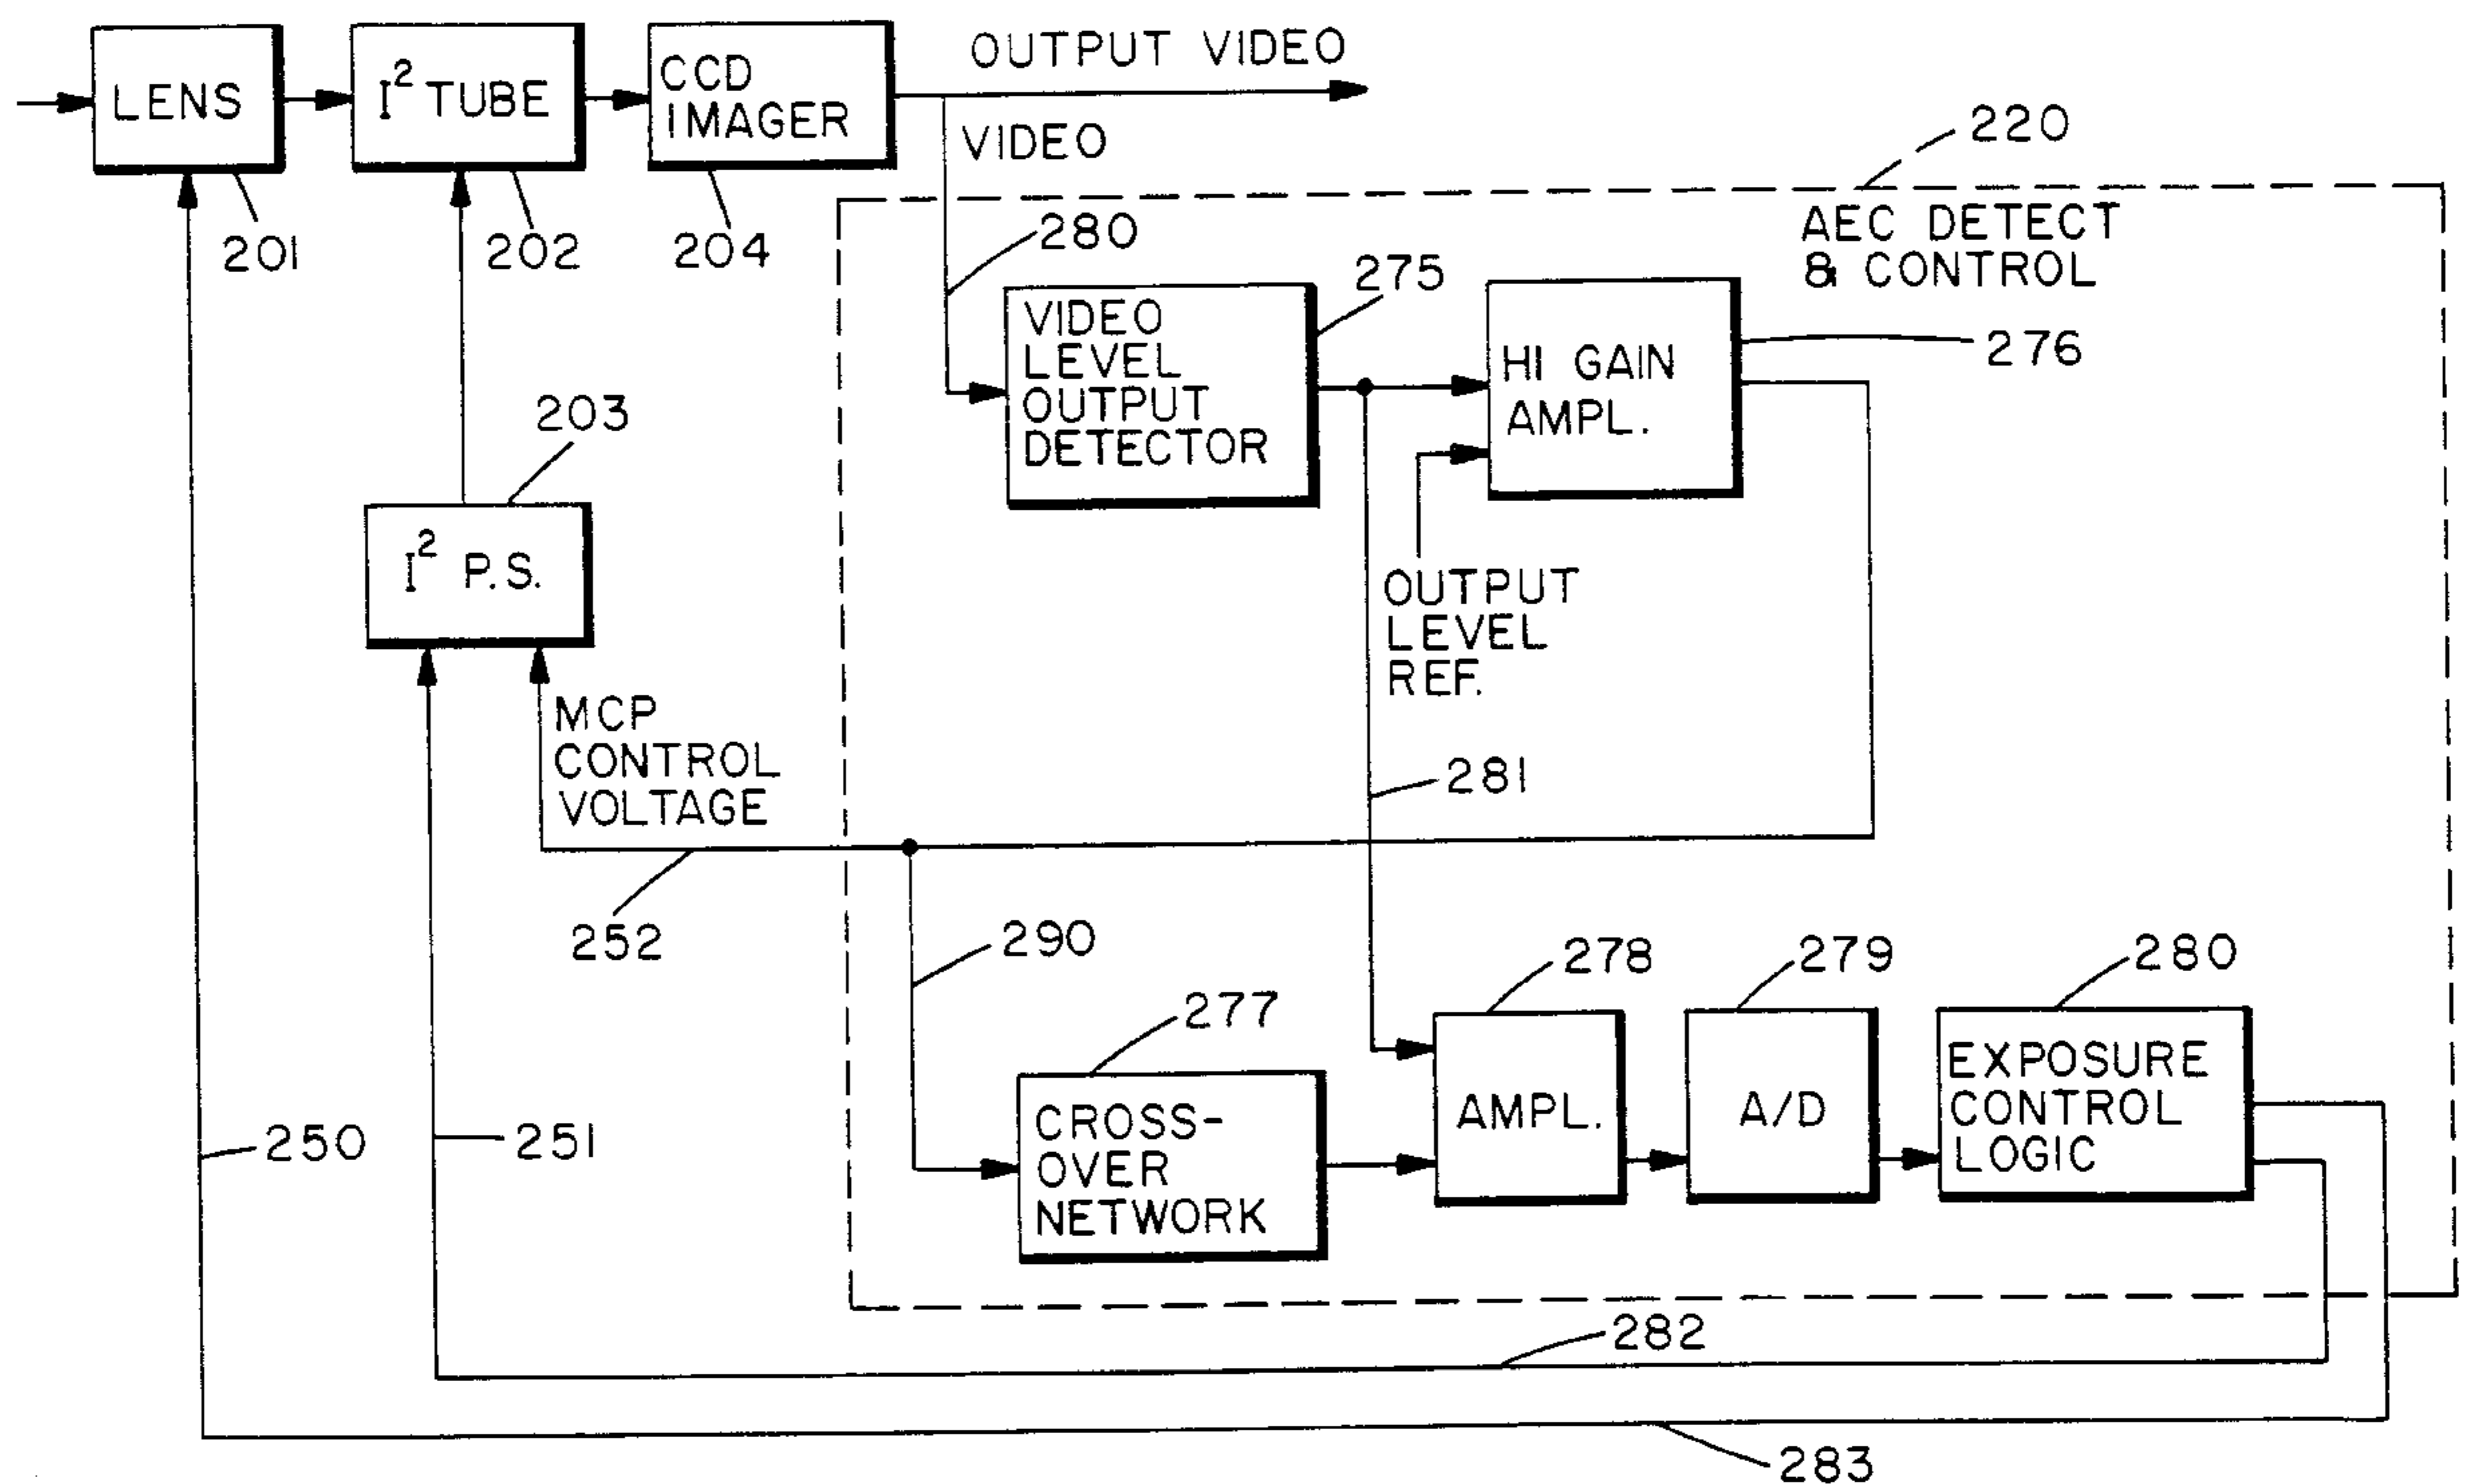 LENS
I² TUBE
CCD
IMAGER
OUTPUT VIDEO
VIDEO
220
201
202
204
280
AEC DETECT
& CONTROL
275
VIDEO
LEVEL
OUTPUT
DETECTOR
HI GAIN
AMPL.
276
203
I² P.S.
OUTPUT
LEVEL
REF.
MCP
CONTROL
VOLTAGE
281
252
290
278
279
280
277
CROSS-
OVER
NETWORK
AMPL.
A/D
EXPOSURE
CONTROL
LOGIC
250
251
282
283